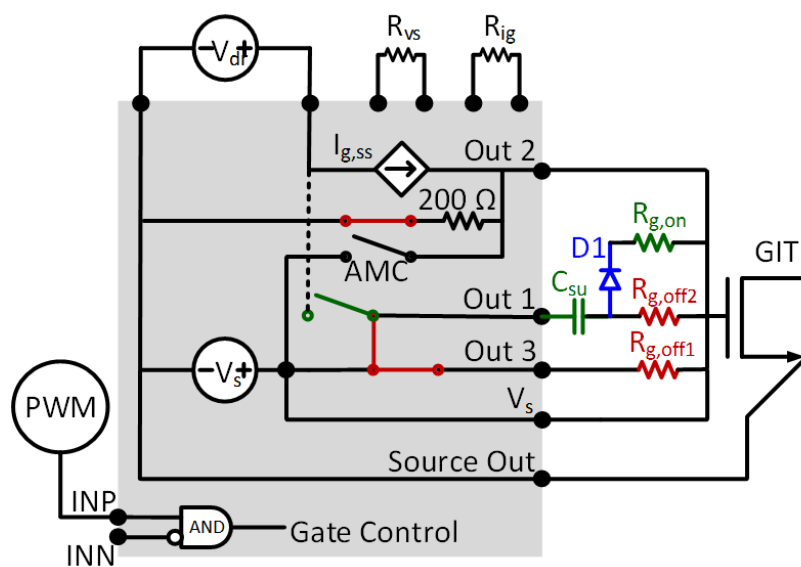 V_dr
R_vs
R_ig
I_g,ss
Out 2
200 Ω
R_g,on
D1
GIT
AMC
C_su
Out 1
R_g,off2
R_g,off1
Out 3
V_s
PWM
V_s
Source Out
INP
AND
Gate Control
INN